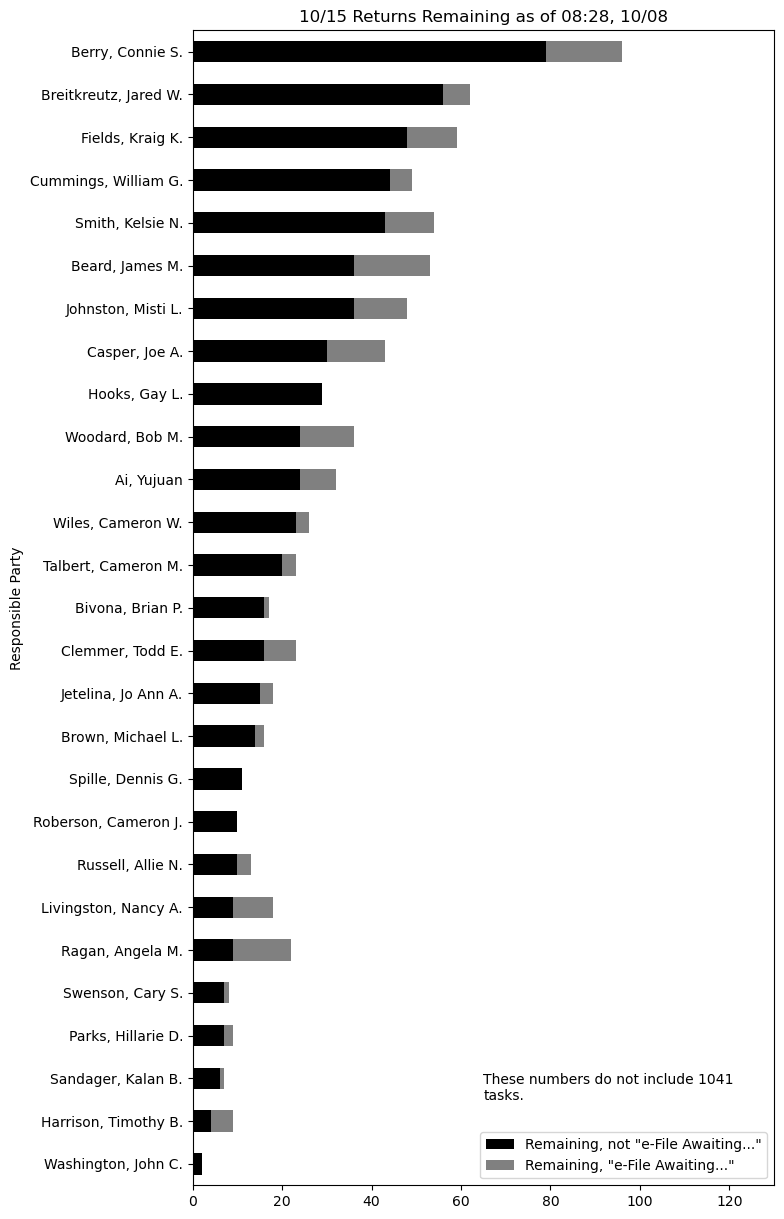 10/15 Returns Remaining as of 08:28, 10/08
Responsible Party
Berry, Connie S.
Breitkreutz, Jared W.
Fields, Kraig K.
Cummings, William G.
Smith, Kelsie N.
Beard, James M.
Johnston, Misti L.
Casper, Joe A.
Hooks, Gay L.
Woodard, Bob M.
Ai, Yujuan
Wiles, Cameron W.
Talbert, Cameron M.
Bivona, Brian P.
Clemmer, Todd E.
Jetelina, Jo Ann A.
Brown, Michael L.
Spille, Dennis G.
Roberson, Cameron J.
Russell, Allie N.
Livingston, Nancy A.
Ragan, Angela M.
Swenson, Cary S.
Parks, Hillarie D.
Sandager, Kalan B.
Harrison, Timothy B.
Washington, John C.
These numbers do not include 1041
tasks.
Remaining, not "e-File Awaiting..."
Remaining, "e-File Awaiting..."
0 20 40 60 80 100 120